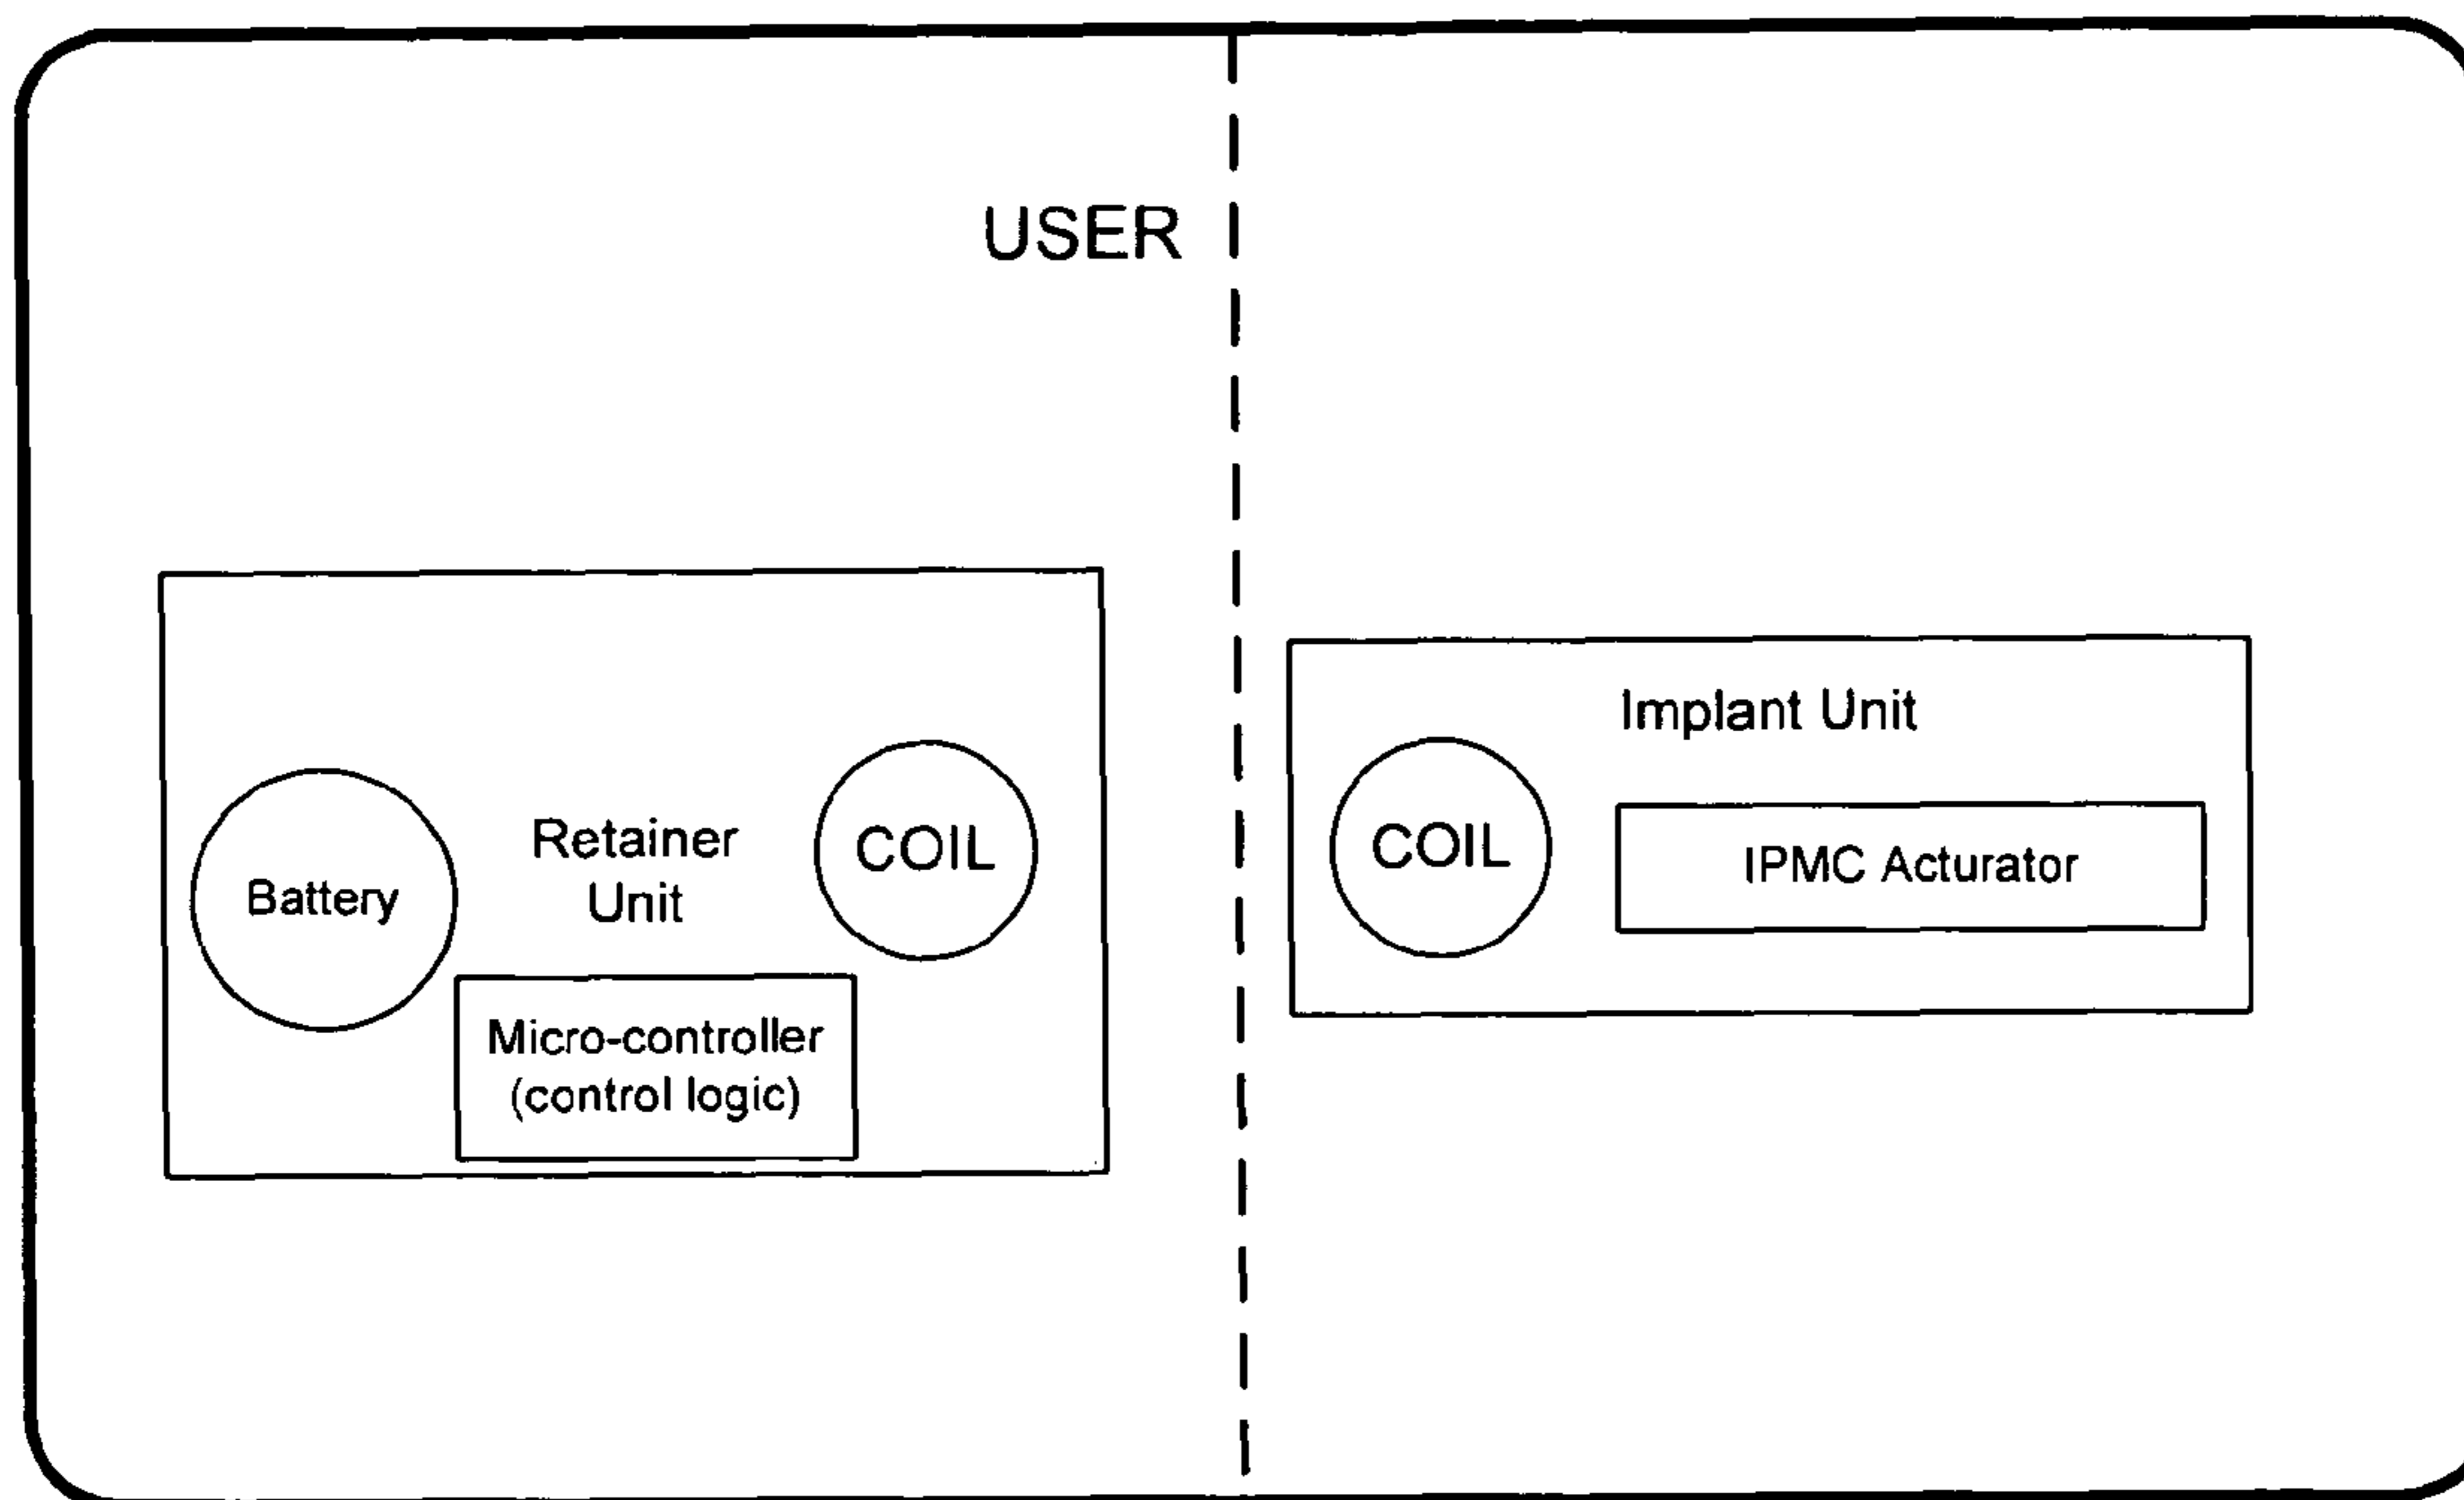 USER
Retainer
Unit
Battery
COIL
Micro-controller
(control logic)
Implant Unit
COIL
IPMC Acturator